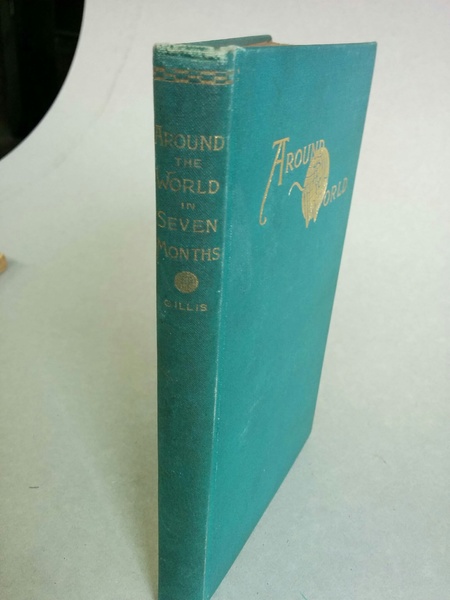 AROUND
THE
WORLD
IN
SEVEN
MONTHS
GILLIS
AROUND
WORLD